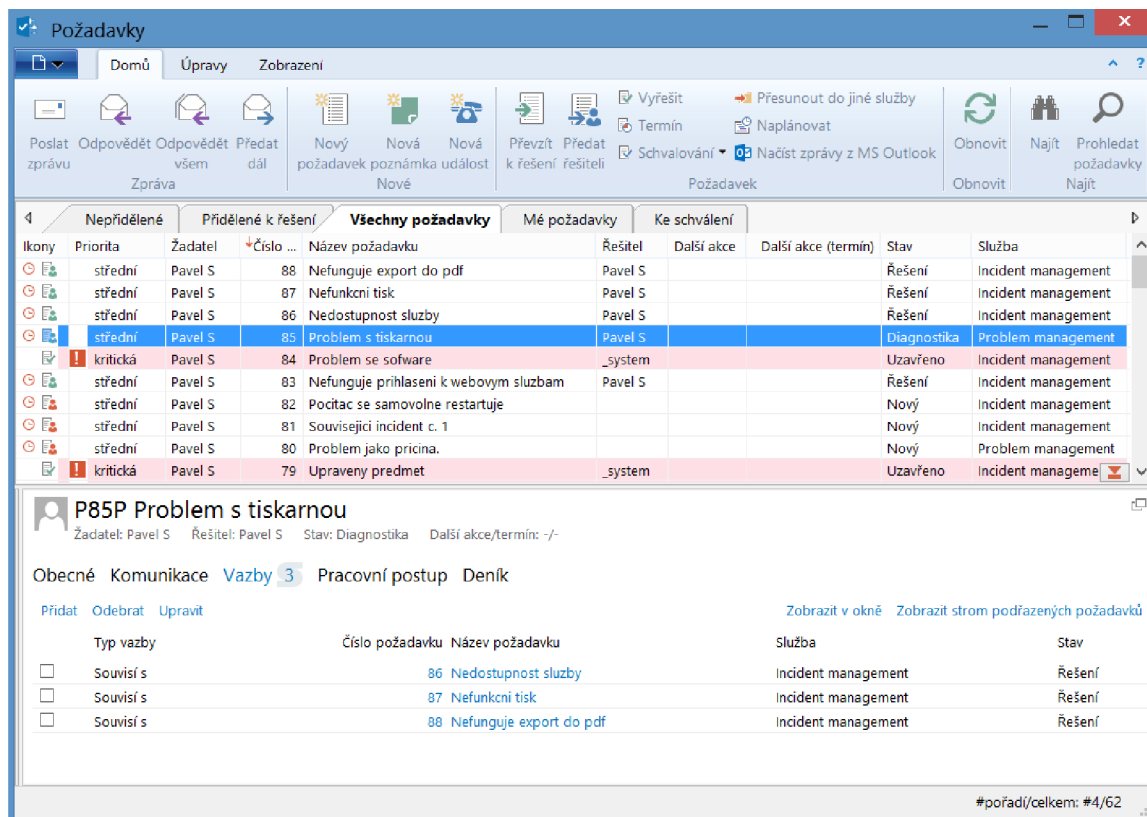 Požadavky
Domů Úpravy Zobrazení ?
Poslat zprávu Odpovědět Odpovědět všem Předat dál
Zpráva
Nový požadavek Nová poznámka Nová událost
Nové
Převzít k řešení Předat řešiteli
Vyřešit Přesunout do jiné služby
Termín Naplánovat
Schvalování Načíst zprávy z MS Outlook
Požadavek
Obnovit
Obnovit
Najít Prohledat požadavky
Najít
Nepřidělené Přidělené k řešení Všechny požadavky Mé požadavky Ke schválení
Ikony Priorita Žadatel Číslo ... Název požadavku Řešitel Další akce Další akce (termín) Stav Služba
střední Pavel S 88 Nefunguje export do pdf Pavel S Řešení Incident management
střední Pavel S 87 Nefunkcni tisk Pavel S Řešení Incident management
střední Pavel S 86 Nedostupnost sluzby Pavel S Řešení Incident management
střední Pavel S 85 Problem s tiskarnou Pavel S Diagnostika Problem management
! kritická Pavel S 84 Problem se sofware _system Uzavřeno Incident management
střední Pavel S 83 Nefunguje prihlaseni k webovym sluzbam Pavel S Řešení Incident management
střední Pavel S 82 Pocitac se samovolne restartuje Nový Incident management
střední Pavel S 81 Souvisejici incident c. 1 Nový Incident management
střední Pavel S 80 Problem jako pricina. Nový Problem management
! kritická Pavel S 79 Upraveny predmet _system Uzavřeno Incident manageme
P85P Problem s tiskarnou
Žadatel: Pavel S Řešitel: Pavel S Stav: Diagnostika Další akce/termín: -/-
Obecné Komunikace Vazby 3 Pracovní postup Deník
Přidat Odebrat Upravit Zobrazit v okně Zobrazit strom podřazených požadavků
Typ vazby Číslo požadavku Název požadavku Služba Stav
Souvisí s 86 Nedostupnost sluzby Incident management Řešení
Souvisí s 87 Nefunkcni tisk Incident management Řešení
Souvisí s 88 Nefunguje export do pdf Incident management Řešení
#pořadí/celkem: #4/62